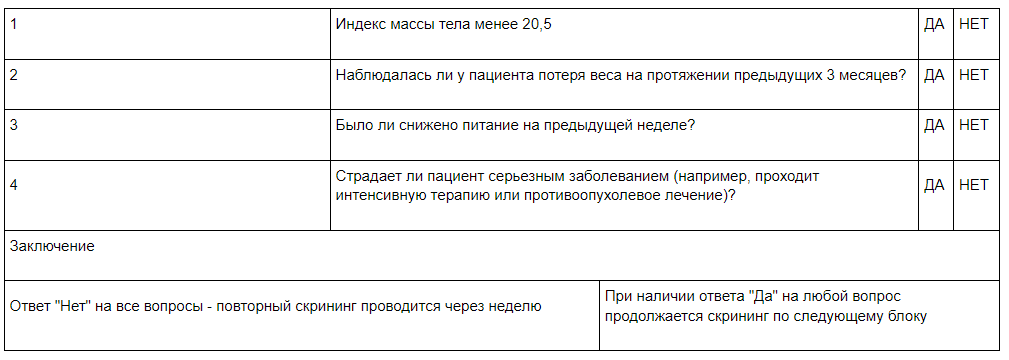 1 Индекс массы тела менее 20,5 ДА НЕТ
2 Наблюдалась ли у пациента потеря веса на протяжении предыдущих 3 месяцев? ДА НЕТ
3 Было ли снижено питание на предыдущей неделе? ДА НЕТ
4 Страдает ли пациент серьезным заболеванием (например, проходит
интенсивную терапию или противоопухолевое лечение)? ДА НЕТ
Заключение
Ответ "Нет" на все вопросы - повторный скрининг проводится через неделю
При наличии ответа "Да" на любой вопрос
продолжается скрининг по следующему блоку